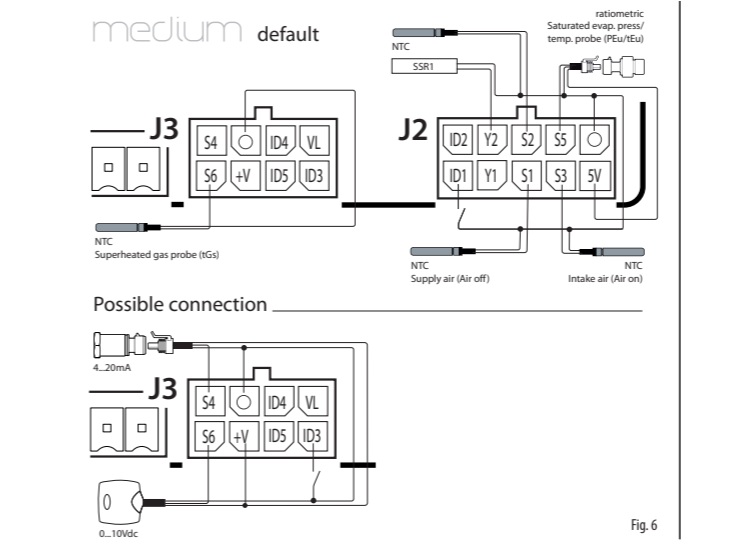 medium default
ratiometric
Saturated evap. press/
temp. probe (PEu/tEu)
NTC
SSR1
J3
S4 ID4 VL
S6 +V ID5 ID3
J2
ID2 Y2 S2 S5
ID1 Y1 S1 S3 5V
NTC
Superheated gas probe (tGs)
NTC
Supply air (Air off)
NTC
Intake air (Air on)
Possible connection
4...20mA
J3
S4 ID4 VL
S6 +V ID5 ID3
0...10Vdc
Fig. 6